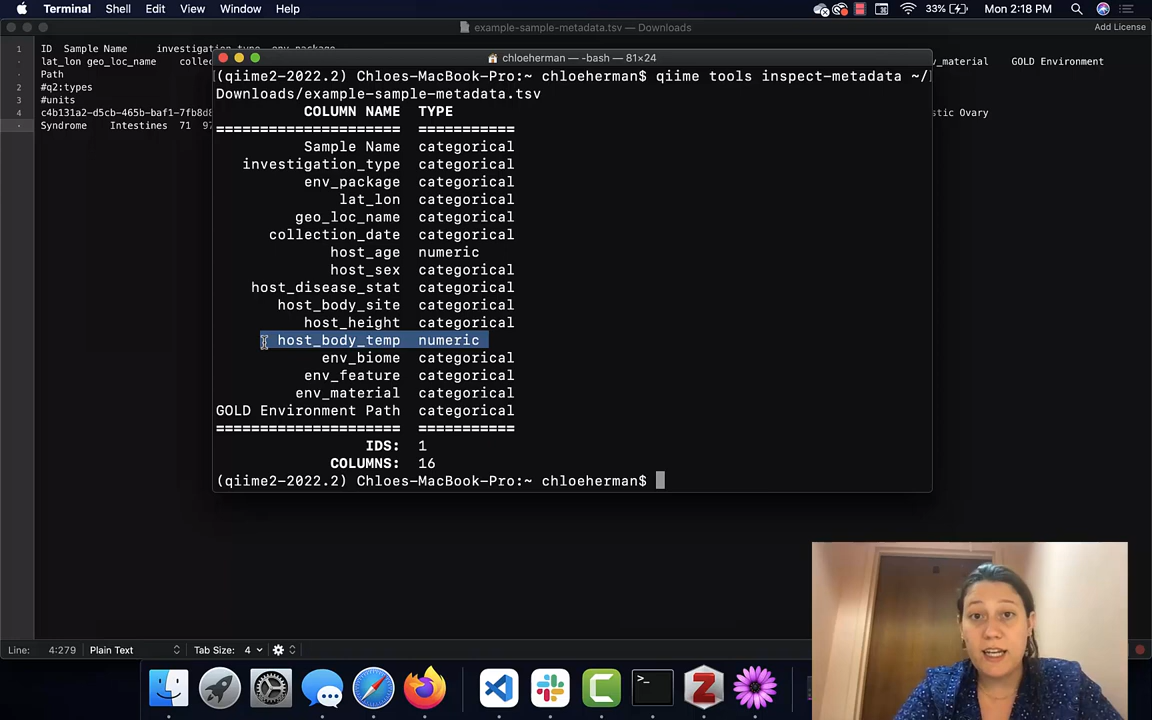 Terminal Shell Edit View Window Help 33% Mon 2:18 PM
example-sample-metadata.tsv — Downloads
Add License
1 ID Sample Name investigation_type env_package
lat_lon geo_loc_name GOLD Environment
Path
2 #q2:types
3 #units
4 c4b131a2-d5cb-465b-baf1-7fb8d8 Ovary
Syndrome Intestines 71
chloeherman — -bash — 81×24
(qiime2-2022.2) Chloes-MacBook-Pro:~ chloeherman$ qiime tools inspect-metadata ~/
Downloads/example-sample-metadata.tsv
COLUMN NAME TYPE
==================== ===========
Sample Name categorical
investigation_type categorical
env_package categorical
lat_lon categorical
geo_loc_name categorical
collection_date categorical
host_age numeric
host_sex categorical
host_disease_stat categorical
host_body_site categorical
host_height categorical
host_body_temp numeric
env_biome categorical
env_feature categorical
env_material categorical
GOLD Environment Path categorical
==================== ===========
IDS: 1
COLUMNS: 16
(qiime2-2022.2) Chloes-MacBook-Pro:~ chloeherman$
Line: 4:279 Plain Text Tab Size: 4